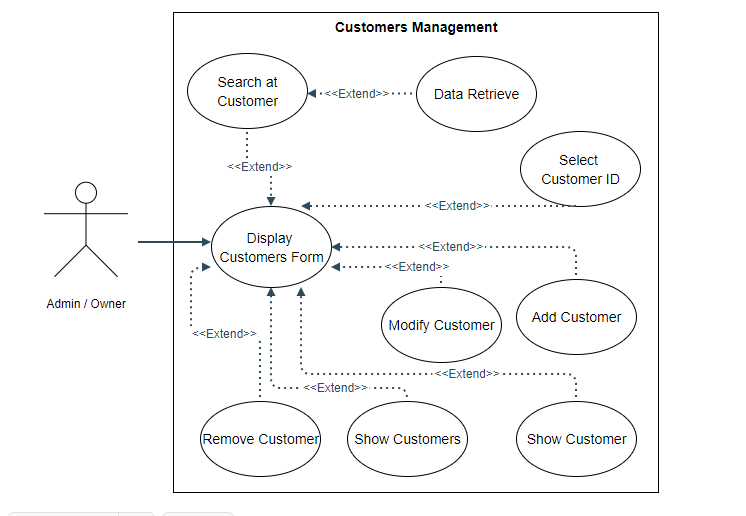 Customers Management
Search at
Customer
<<Extend>>
Data Retrieve
<<Extend>>
Select
Customer ID
<<Extend>>
Display
Customers Form
<<Extend>>
<<Extend>>
Admin / Owner
Modify Customer
Add Customer
<<Extend>>
<<Extend>>
<<Extend>>
Remove Customer
Show Customers
Show Customer